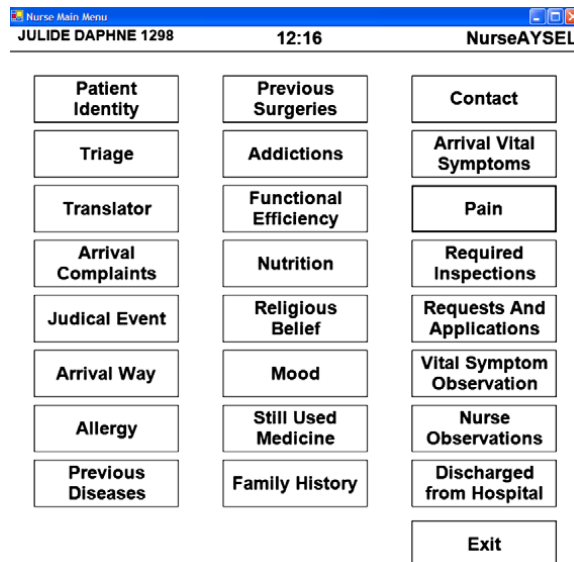 Nurse Main Menu
JULIDE DAPHNE 1298 12:16 NurseAYSEL
Patient
Identity
Previous
Surgeries
Contact
Triage
Addictions
Arrival Vital
Symptoms
Translator
Functional
Efficiency
Pain
Arrival
Complaints
Nutrition
Required
Inspections
Judical Event
Religious
Belief
Requests And
Applications
Arrival Way
Mood
Vital Symptom
Observation
Allergy
Still Used
Medicine
Nurse
Observations
Previous
Diseases
Family History
Discharged
from Hospital
Exit